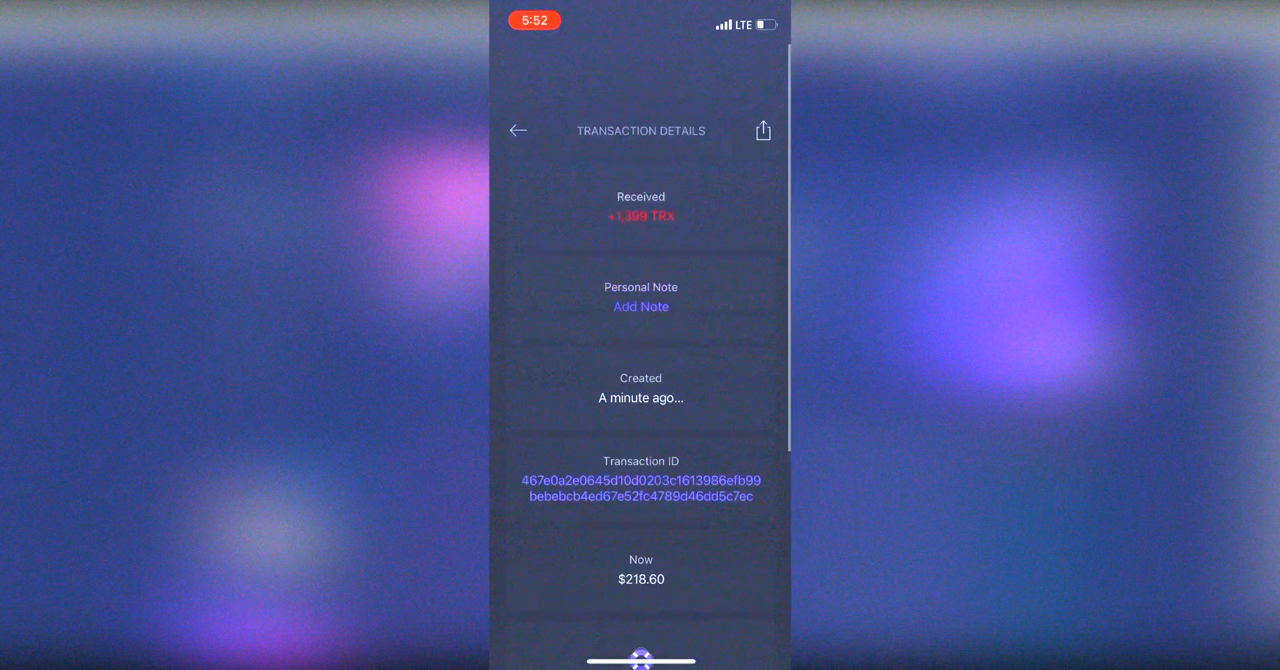 5:52
LTE
TRANSACTION DETAILS
Received
+1,399 TRX
Personal Note
Add Note
Created
A minute ago...
Transaction ID
467e0a2e0645d10d0203c1613986efb99
bebebcb4ed67e52fc4789d46dd5c7ec
Now
$218.60